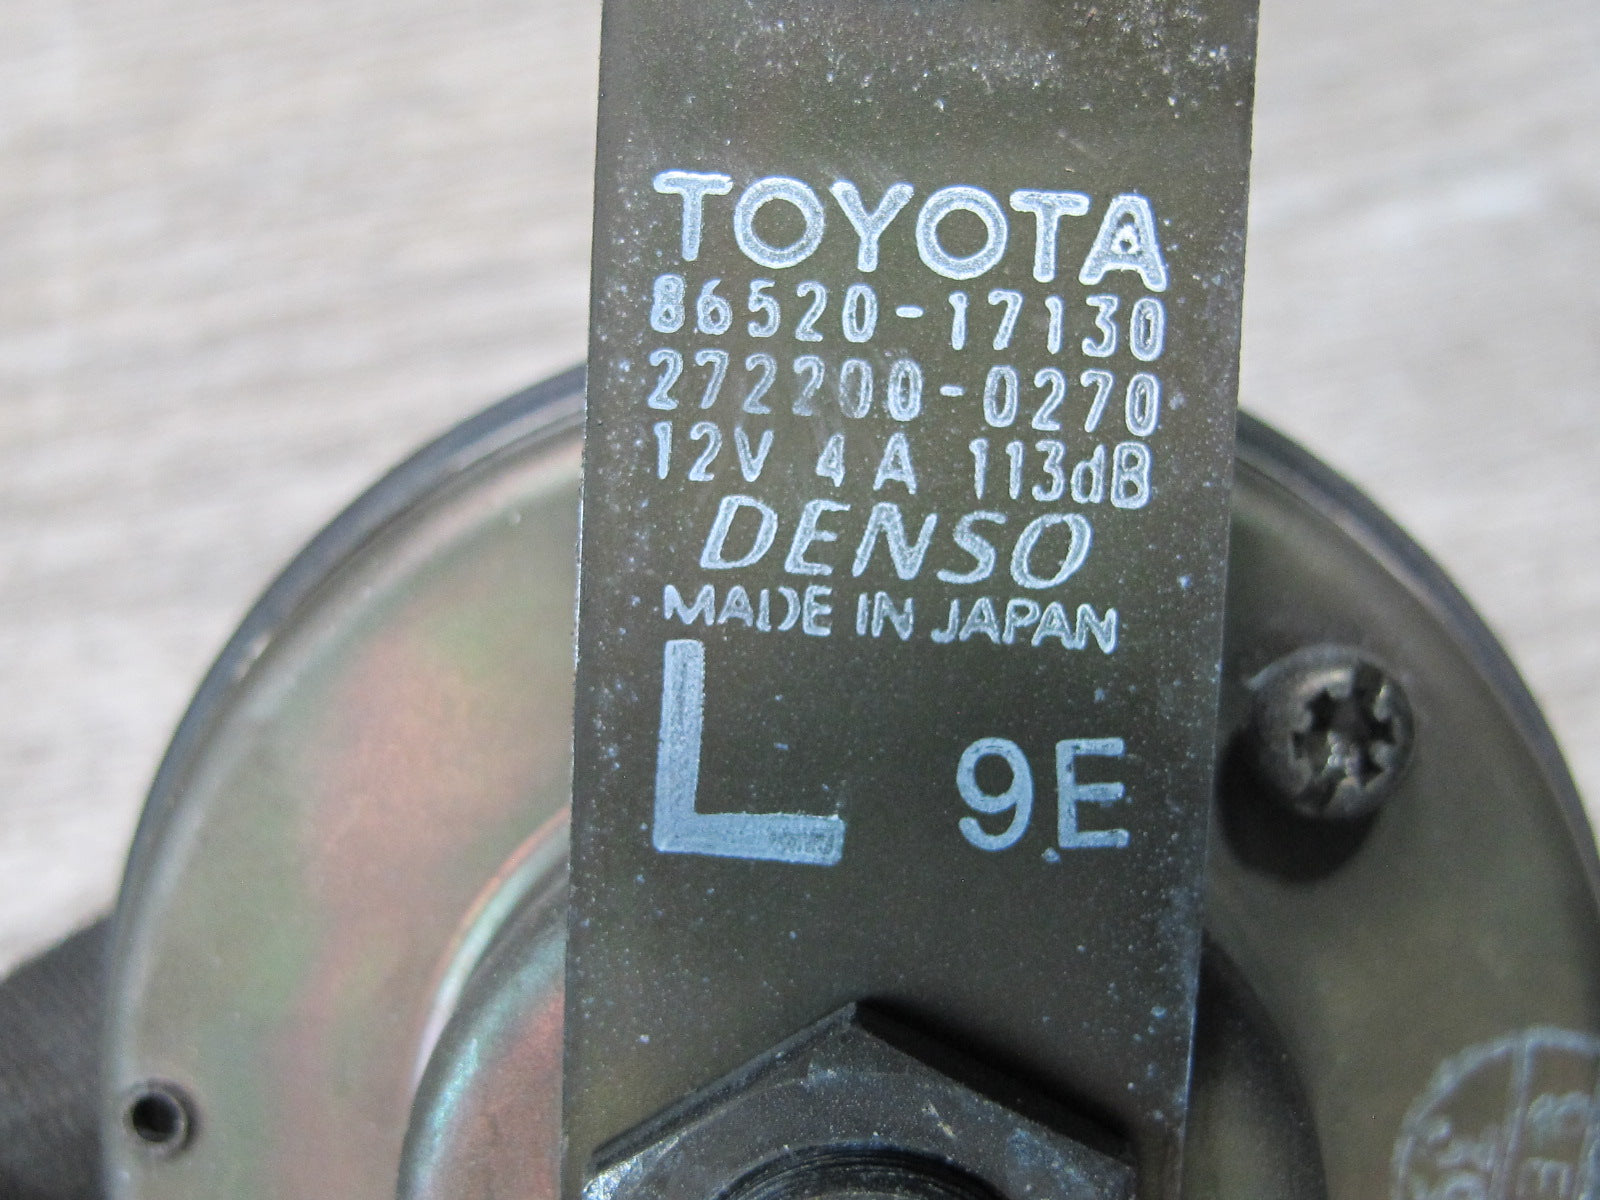 TOYOTA
86520-17130
272200-0270
12V 4A 113dB
DENSO
MADE IN JAPAN
L 9E